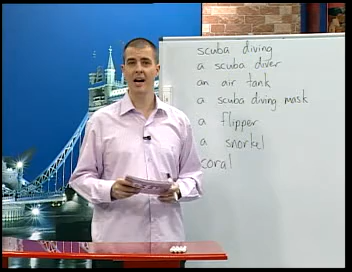 scuba diving
a scuba diver
an air tank
a scuba diving mask
a flipper
a snorkel
coral